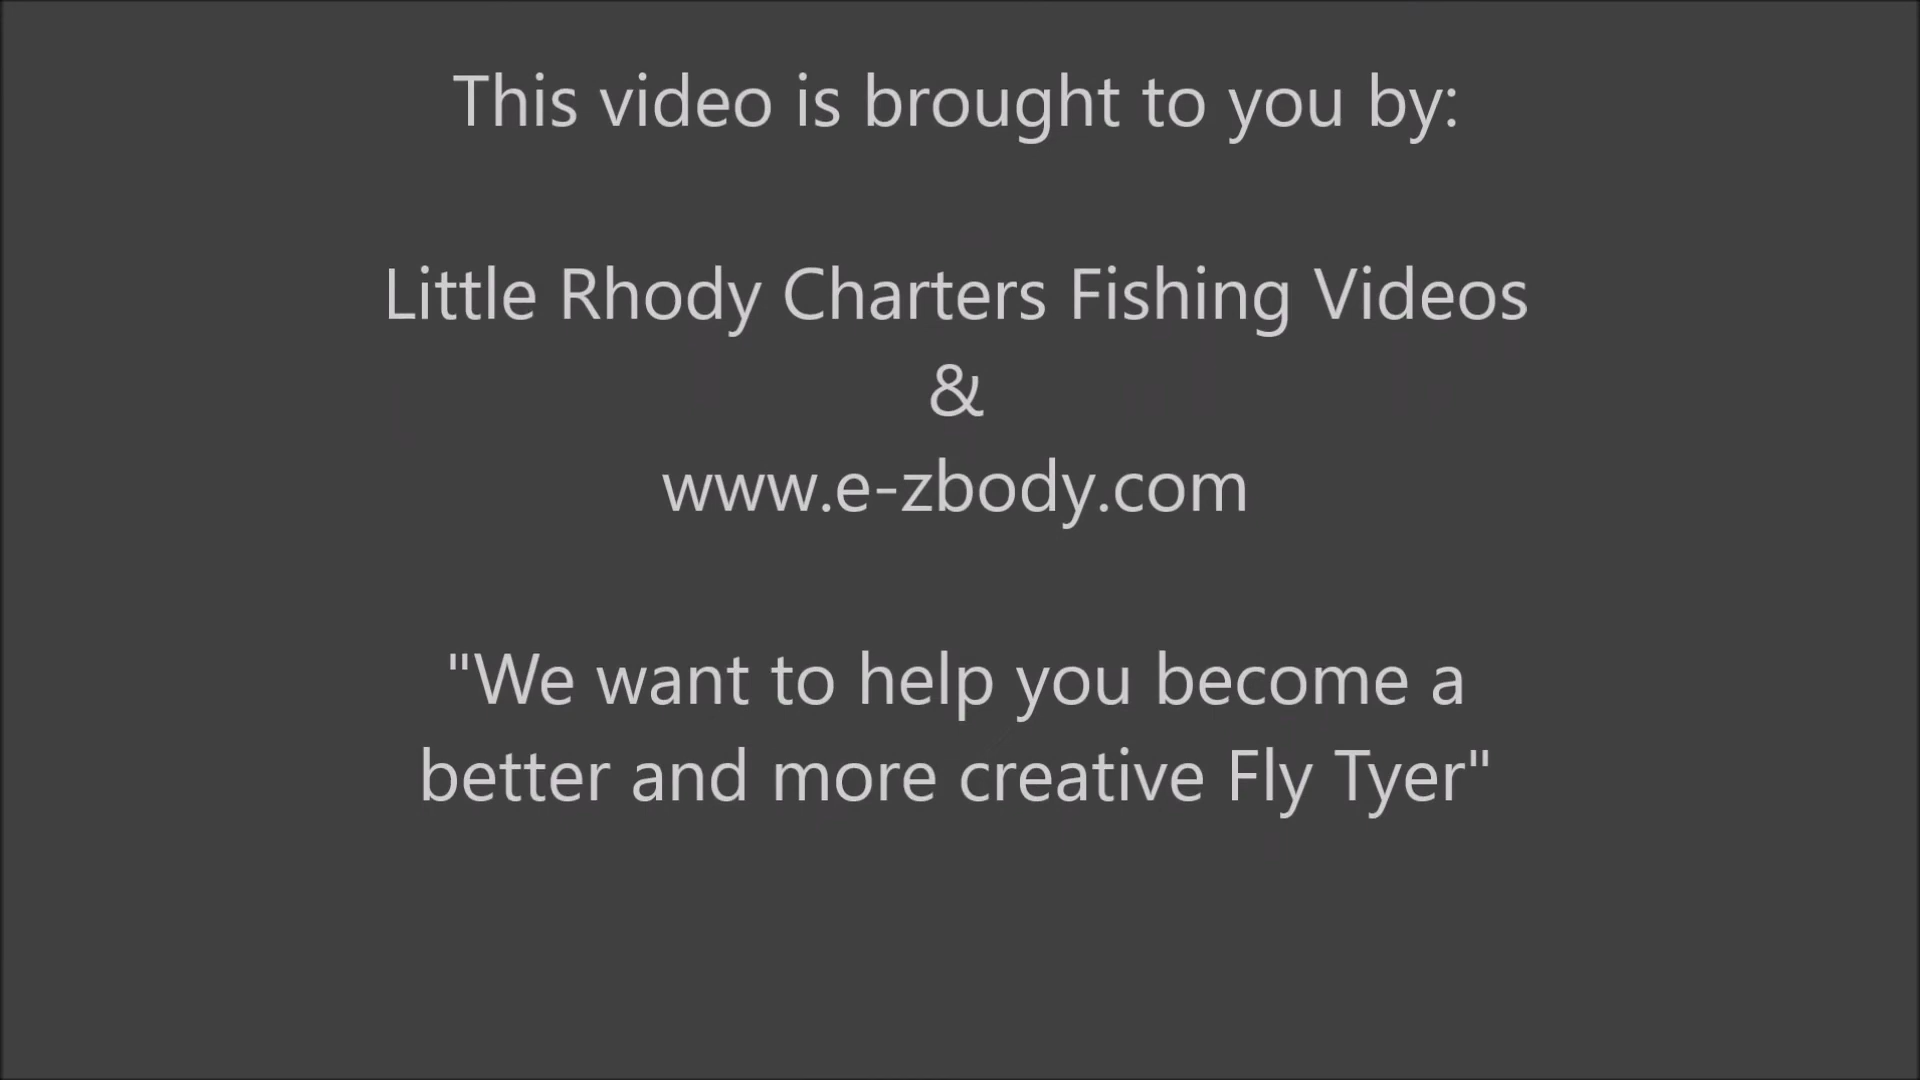 This video is brought to you by:
Little Rhody Charters Fishing Videos
&
www.e-zbody.com
"We want to help you become a
better and more creative Fly Tyer"